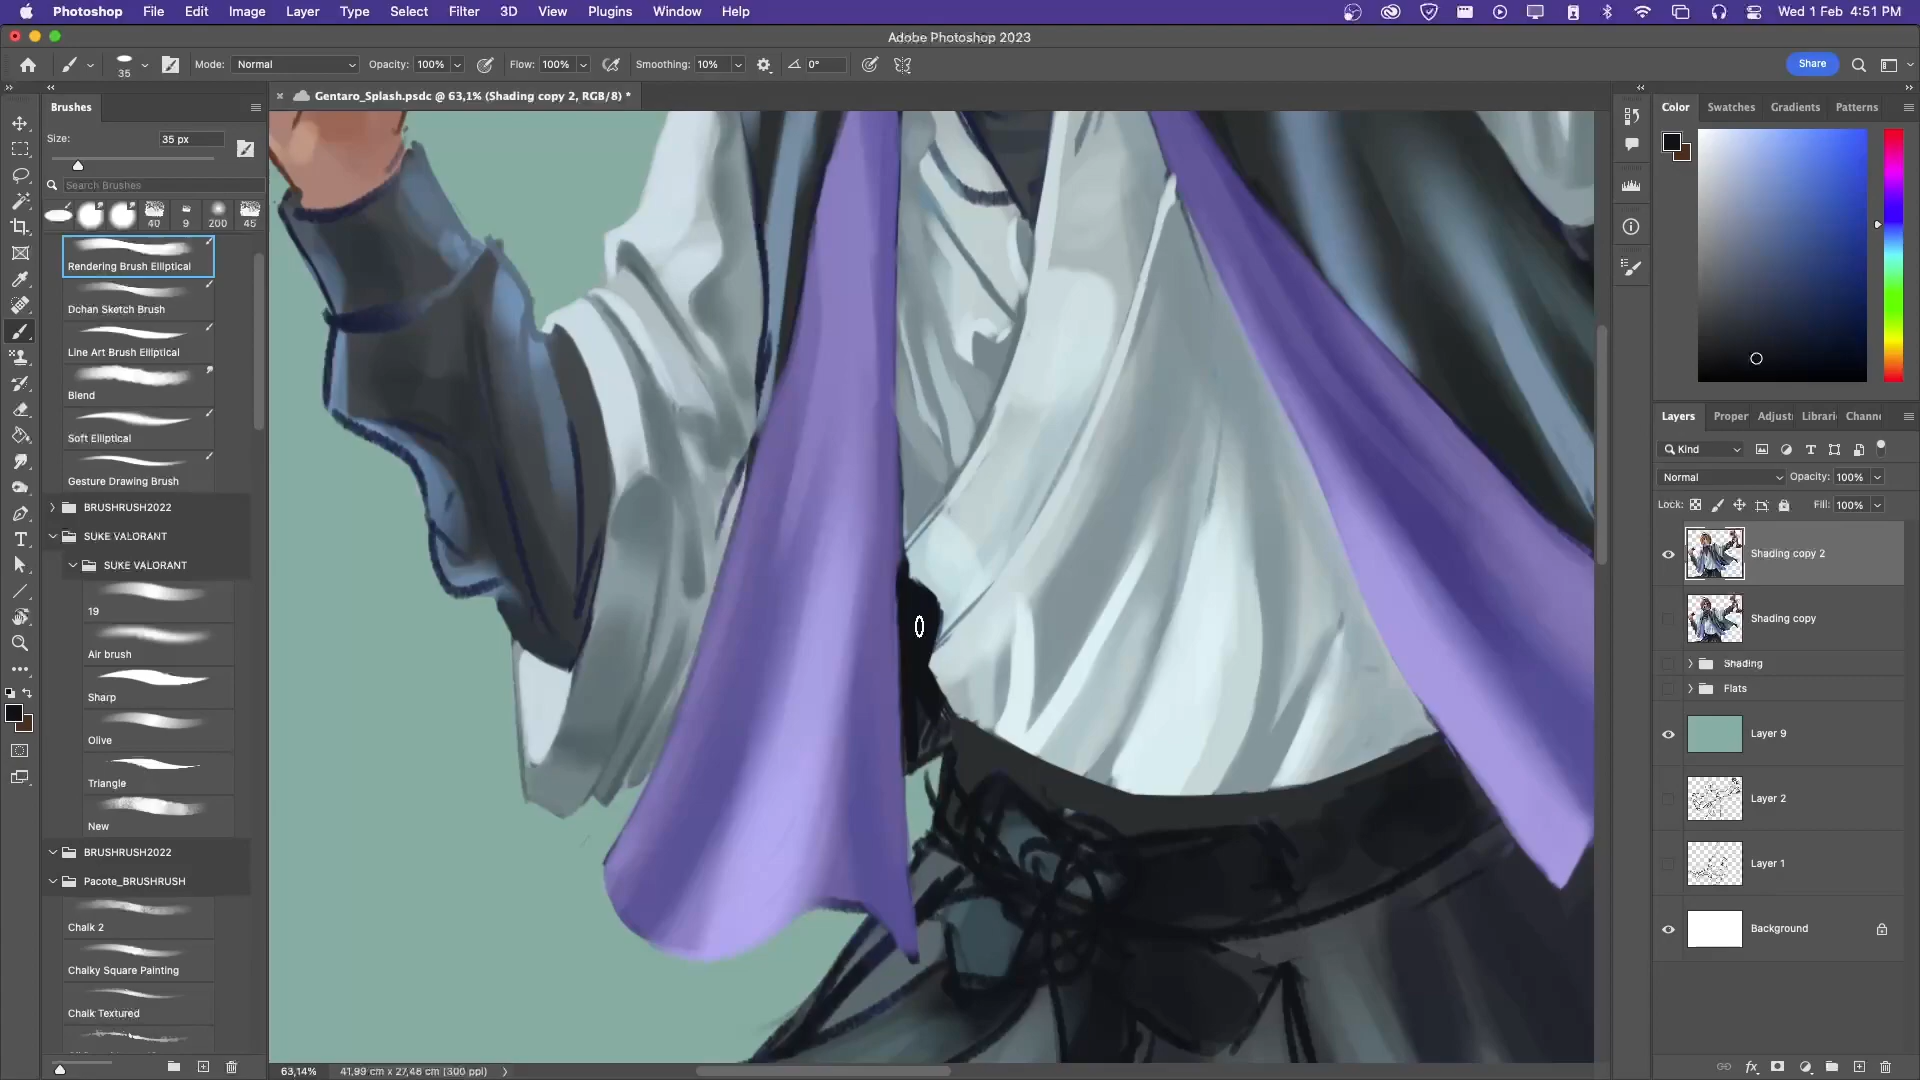 Photoshop File Edit Image Layer Type Select Filter 3D View Plugins Window Help Wed 1 Feb 4:51 PM
Adobe Photoshop 2023
35 Mode: Normal Opacity: 100% Flow: 100% Smoothing: 10% 0° Share
Brushes
Gentaro_Splash.psdc @ 63,1% (Shading copy 2, RGB/8) *
Color Swatches Gradients Patterns
Size: 35 px
Search Brushes
40 9 200 45
Rendering Brush Elliptical
Dchan Sketch Brush
Line Art Brush Elliptical
Blend
Soft Elliptical
Gesture Drawing Brush
BRUSHRUSH2022
SUKE VALORANT
SUKE VALORANT
19
Air brush
Sharp
Olive
Triangle
New
BRUSHRUSH2022
Pacote_BRUSHRUSH
Chalk 2
Chalky Square Painting
Chalk Textured
Layers Proper Adjust Librari Chann
Kind
Normal Opacity: 100%
Lock: Fill: 100%
Shading copy 2
Shading copy
Shading
Flats
Layer 9
Layer 2
Layer 1
Background
63,14% 41,99 cm x 27,48 cm (300 ppi)